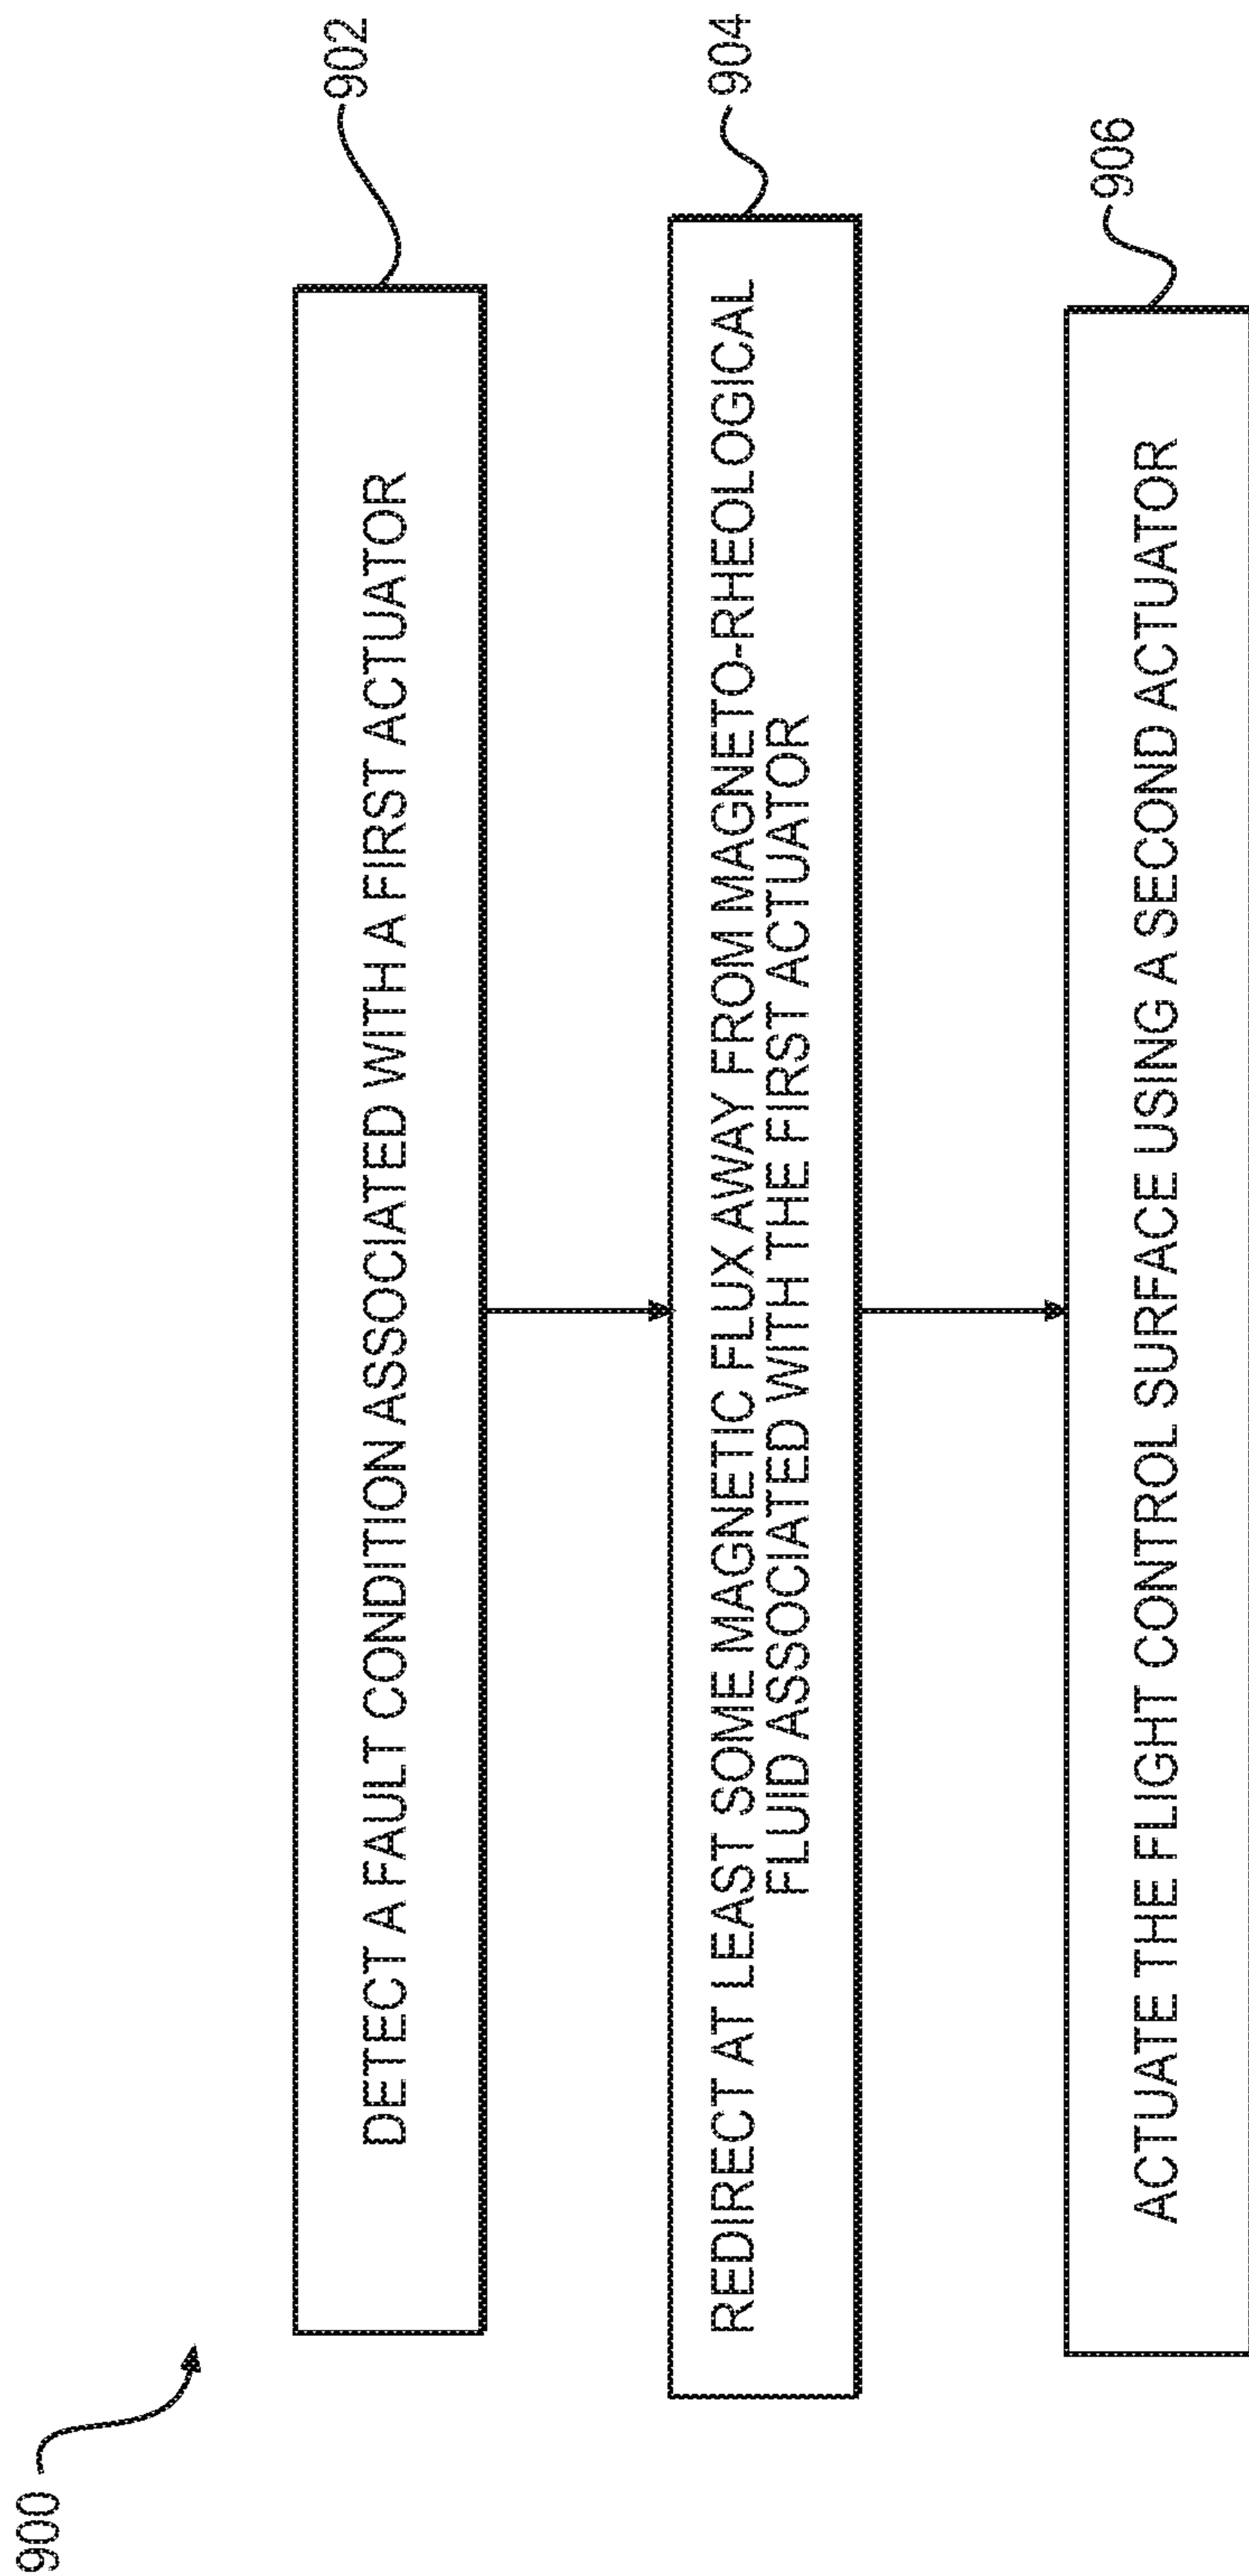 900
902
DETECT A FAULT CONDITION ASSOCIATED WITH A FIRST ACTUATOR
904
REDIRECT AT LEAST SOME MAGNETIC FLUX AWAY FROM MAGNETO-RHEOLOGICAL
FLUID ASSOCIATED WITH THE FIRST ACTUATOR
906
ACTUATE THE FLIGHT CONTROL SURFACE USING A SECOND ACTUATOR